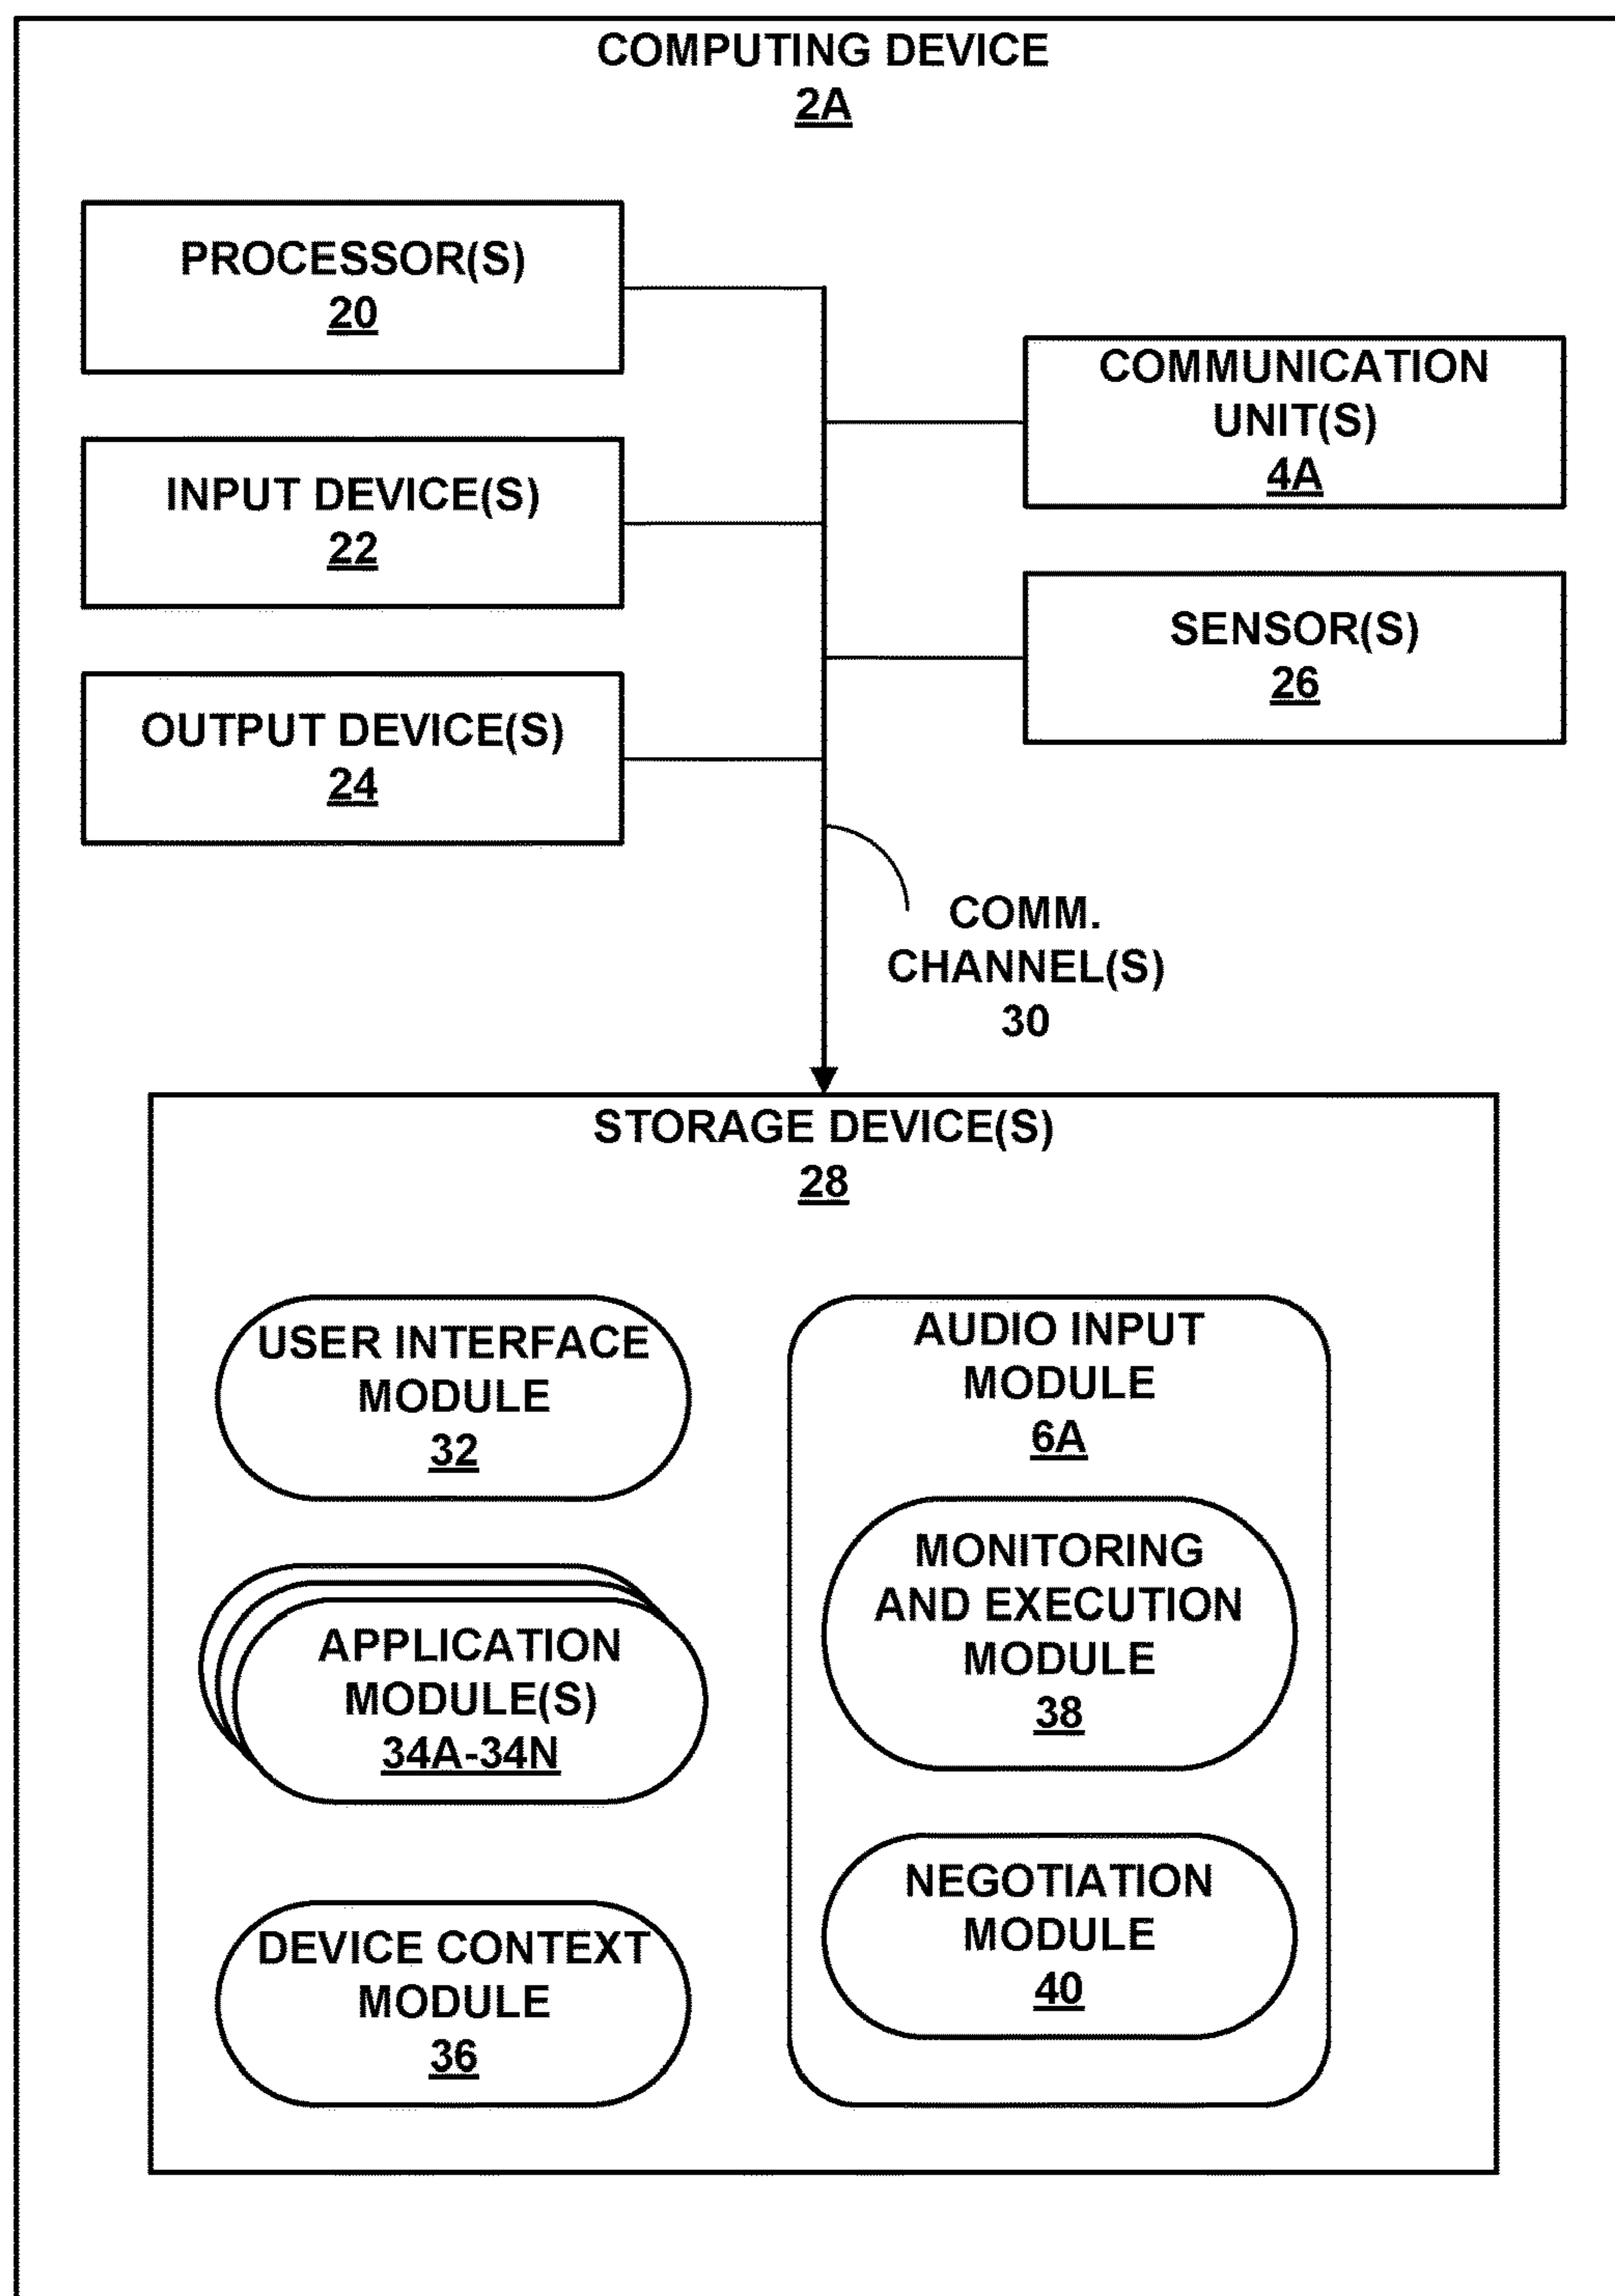 COMPUTING DEVICE
2A
PROCESSOR(S)
20
INPUT DEVICE(S)
22
OUTPUT DEVICE(S)
24
COMMUNICATION
UNIT(S)
4A
SENSOR(S)
26
COMM.
CHANNEL(S)
30
STORAGE DEVICE(S)
28
USER INTERFACE
MODULE
32
APPLICATION
MODULE(S)
34A-34N
DEVICE CONTEXT
MODULE
36
AUDIO INPUT
MODULE
6A
MONITORING
AND EXECUTION
MODULE
38
NEGOTIATION
MODULE
40